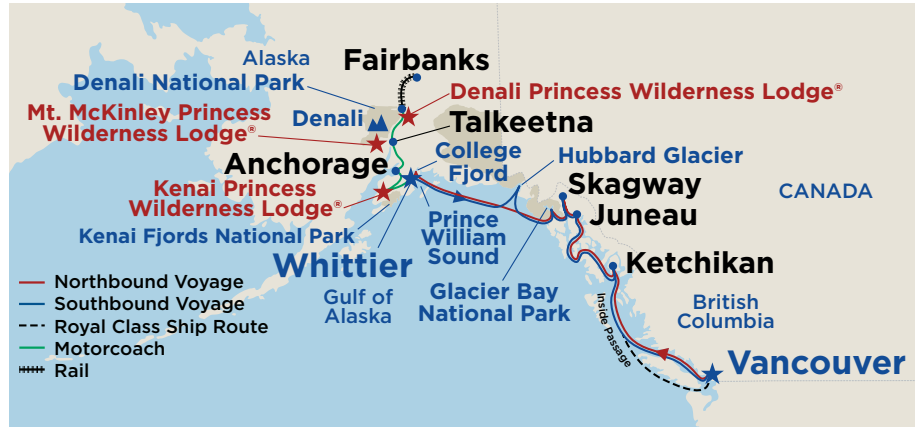 Alaska
Fairbanks
Denali National Park
Denali Princess Wilderness Lodge®
Mt. McKinley Princess
Wilderness Lodge®
Denali
Talkeetna
Anchorage
College
Fjord
Hubbard Glacier
Kenai Princess
Wilderness Lodge®
Skagway
CANADA
Juneau
Kenai Fjords National Park
Prince
William
Sound
Whittier
Ketchikan
Glacier Bay
National Park
Gulf of
Alaska
British
Columbia
Inside Passage
Vancouver
Northbound Voyage
Southbound Voyage
Royal Class Ship Route
Motorcoach
Rail